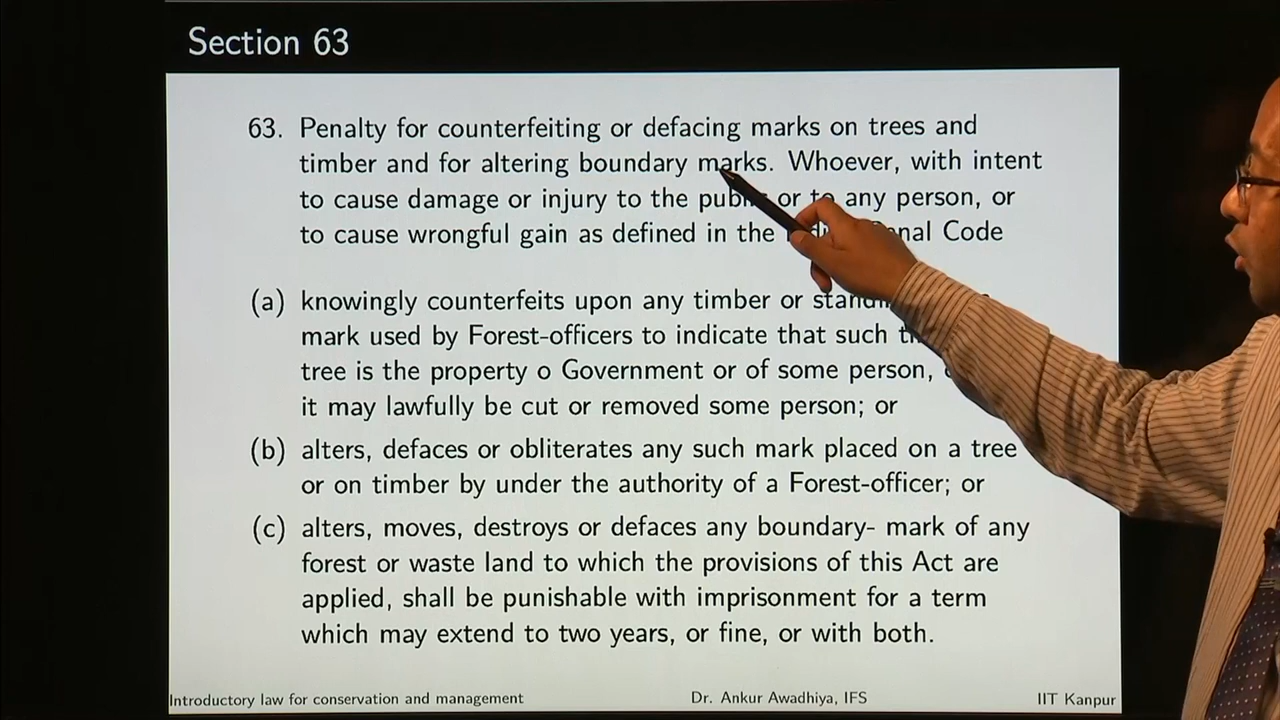 Section 63
63. Penalty for counterfeiting or defacing marks on trees and
timber and for altering boundary marks. Whoever, with intent
to cause damage or injury to the public or to any person, or
to cause wrongful gain as defined in the Penal Code
(a) knowingly counterfeits upon any timber or
mark used by Forest-officers to indicate that such
tree is the property o Government or of some person,
it may lawfully be cut or removed some person; or
(b) alters, defaces or obliterates any such mark placed on a tree
or on timber by under the authority of a Forest-officer; or
(c) alters, moves, destroys or defaces any boundary- mark of any
forest or waste land to which the provisions of this Act are
applied, shall be punishable with imprisonment for a term
which may extend to two years, or fine, or with both.
Introductory law for conservation and management Dr. Ankur Awadhiya, IFS IIT Kanpur